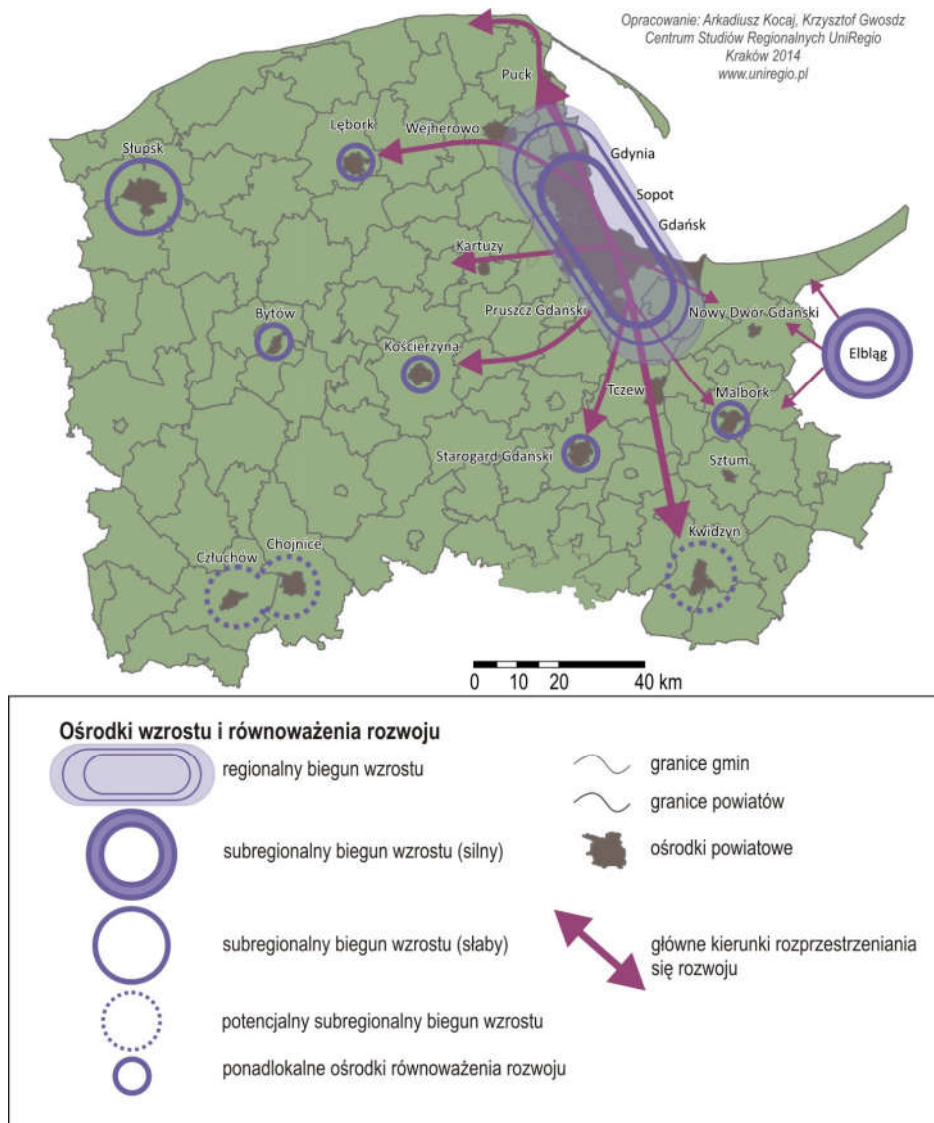 Opracowanie: Arkadiusz Kocaj, Krzysztof Gwosdz
Centrum Studiów Regionalnych UniRegio
Kraków 2014
www.uniregio.pl
Puck
Lębork
Wejherowo
Słupsk
Gdynia
Sopot
Gdańsk
Kartuzy
Pruszcz Gdański
Nowy Dwór Gdański
Bytów
Elbląg
Kościerzyna
Tczew
Malbork
Starogard Gdański
Sztum
Kwidzyn
Chojnice
Człuchów
0 10 20 40 km
Ośrodki wzrostu i równoważenia rozwoju
regionalny biegun wzrostu
subregionalny biegun wzrostu (silny)
subregionalny biegun wzrostu (słaby)
potencjalny subregionalny biegun wzrostu
ponadlokalne ośrodki równoważenia rozwoju
granice gmin
granice powiatów
ośrodki powiatowe
główne kierunki rozprzestrzeniania
się rozwoju